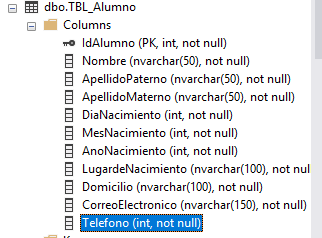 dbo.TBL_Alumno
Columns
IdAlumno (PK, int, not null)
Nombre (nvarchar(50), not null)
ApellidoPaterno (nvarchar(50), not null)
ApellidoMaterno (nvarchar(50), not null)
DiaNacimiento (int, not null)
MesNacimiento (int, not null)
AnoNacimiento (int, not null)
LugardeNacimiento (nvarchar(100), not null)
Domicilio (nvarchar(100), not null)
CorreoElectronico (nvarchar(150), not null)
Telefono (int, not null)